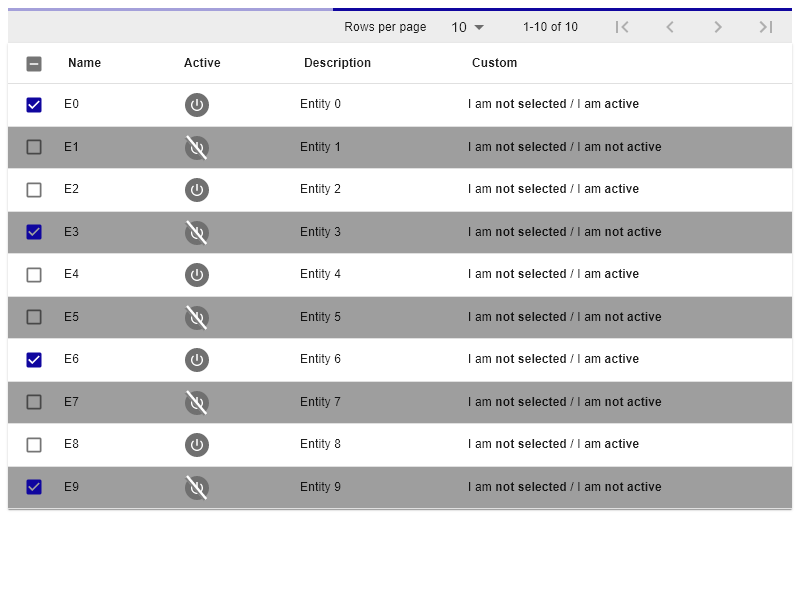 Rows per page 10 1-10 of 10
Name Active Description Custom
E0 Entity 0 I am not selected / I am active
E1 Entity 1 I am not selected / I am not active
E2 Entity 2 I am not selected / I am active
E3 Entity 3 I am not selected / I am not active
E4 Entity 4 I am not selected / I am active
E5 Entity 5 I am not selected / I am not active
E6 Entity 6 I am not selected / I am active
E7 Entity 7 I am not selected / I am not active
E8 Entity 8 I am not selected / I am active
E9 Entity 9 I am not selected / I am not active